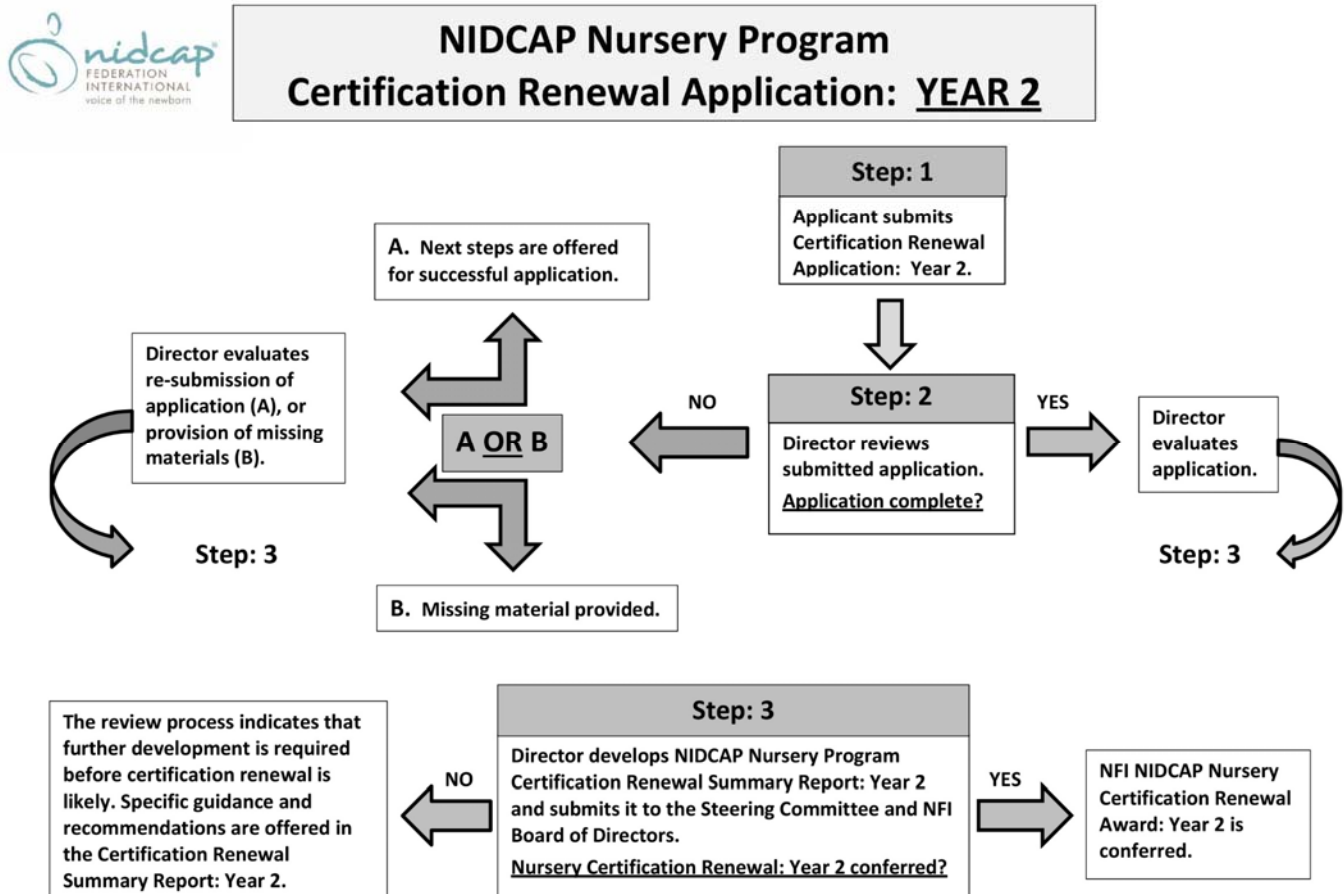 nidcap®
FEDERATION
INTERNATIONAL
voice of the newborn
NIDCAP Nursery Program
Certification Renewal Application: YEAR 2
Step: 1
Applicant submits
Certification Renewal
Application: Year 2.
A. Next steps are offered
for successful application.
Director evaluates
re-submission of
application (A), or
provision of missing
materials (B).
Step: 3
A OR B
B. Missing material provided.
NO
Step: 2
Director reviews
submitted application.
Application complete?
YES
Director
evaluates
application.
Step: 3
The review process indicates that
further development is required
before certification renewal is
likely. Specific guidance and
recommendations are offered in
the Certification Renewal
Summary Report: Year 2.
NO
Step: 3
Director develops NIDCAP Nursery Program
Certification Renewal Summary Report: Year 2
and submits it to the Steering Committee and NFI
Board of Directors.
Nursery Certification Renewal: Year 2 conferred?
YES
NFI NIDCAP Nursery
Certification Renewal
Award: Year 2 is
conferred.